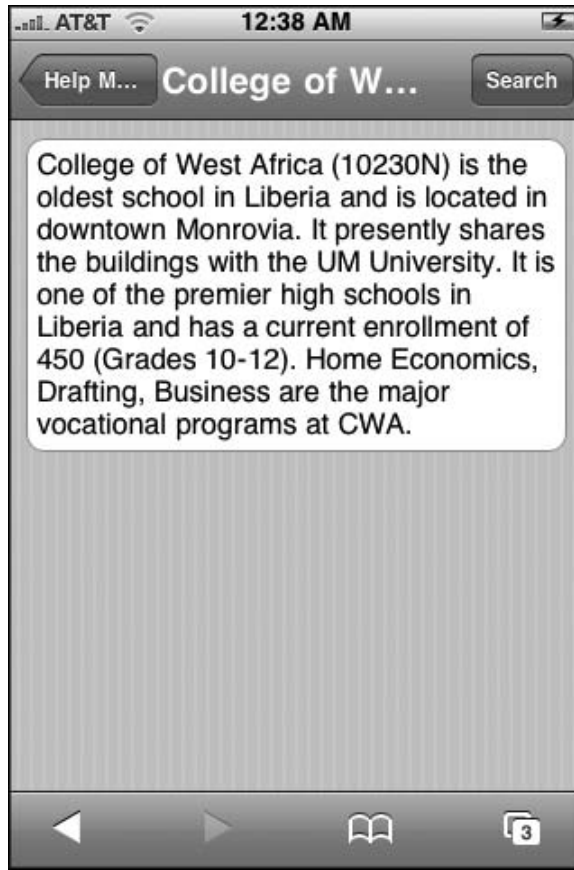 AT&T 12:38 AM
Help M... College of W... Search
College of West Africa (10230N) is the
oldest school in Liberia and is located in
downtown Monrovia. It presently shares
the buildings with the UM University. It is
one of the premier high schools in
Liberia and has a current enrollment of
450 (Grades 10-12). Home Economics,
Drafting, Business are the major
vocational programs at CWA.
3